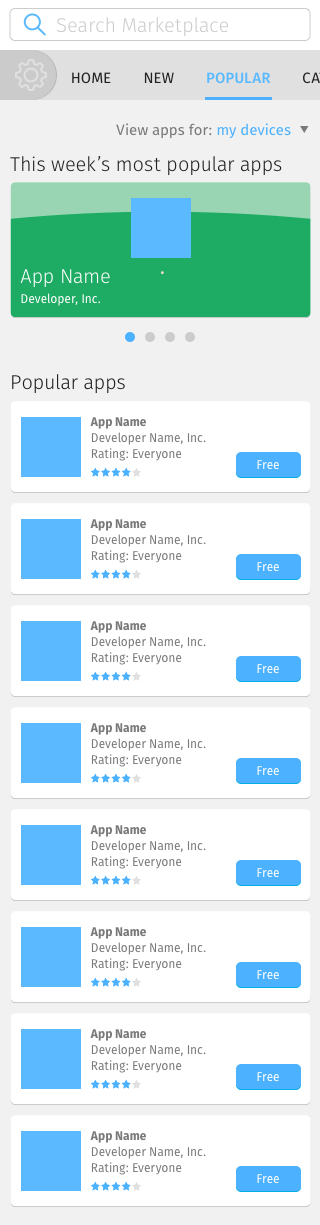 Search Marketplace
HOME NEW POPULAR CA
View apps for: my devices
This week's most popular apps
App Name
Developer, Inc.
Popular apps
App Name
Developer Name, Inc.
Rating: Everyone
Free
App Name
Developer Name, Inc.
Rating: Everyone
Free
App Name
Developer Name, Inc.
Rating: Everyone
Free
App Name
Developer Name, Inc.
Rating: Everyone
Free
App Name
Developer Name, Inc.
Rating: Everyone
Free
App Name
Developer Name, Inc.
Rating: Everyone
Free
App Name
Developer Name, Inc.
Rating: Everyone
Free
App Name
Developer Name, Inc.
Rating: Everyone
Free